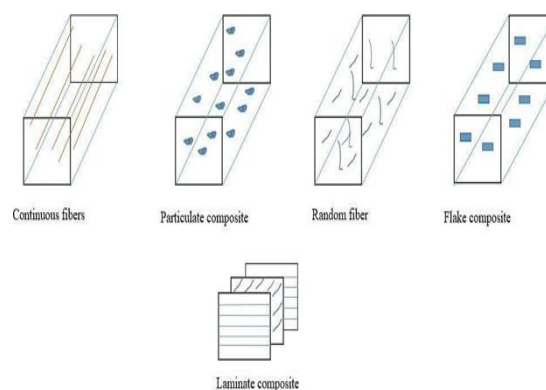 Continuous fibers
Particulate composite
Random fiber
Flake composite
Laminate composite